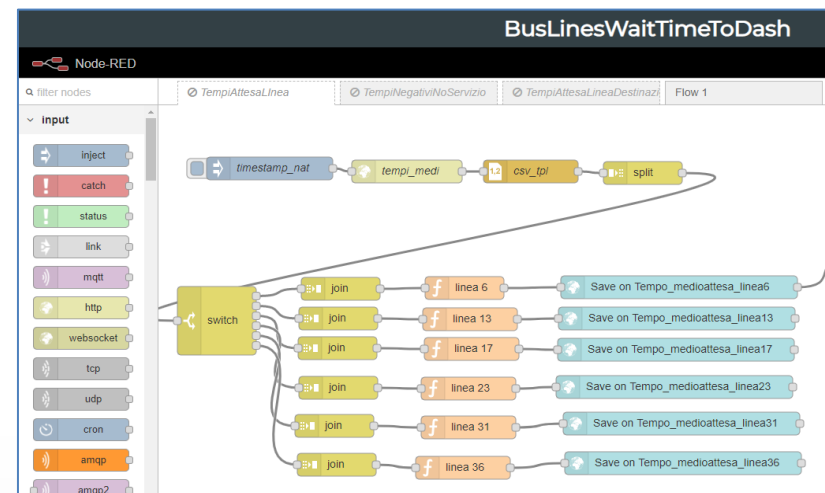 BusLinesWaitTimeToDash
Node-RED
filter nodes
TempiAttesaLInea
TempiNegativiNoServizio
TempiAttesaLineaDestinazi
Flow 1
input
inject
catch
status
link
mqtt
http
websocket
tcp
udp
cron
amqp
amqp2
timestamp_nat
tempi_medi
1,2
csv_tpl
split
switch
join
linea 6
Save on Tempo_medioattesa_linea6
join
linea 13
Save on Tempo_medioattesa_linea13
join
linea 17
Save on Tempo_medioattesa_linea17
join
linea 23
Save on Tempo_medioattesa_linea23
join
linea 31
Save on Tempo_medioattesa_linea31
join
linea 36
Save on Tempo_medioattesa_linea36